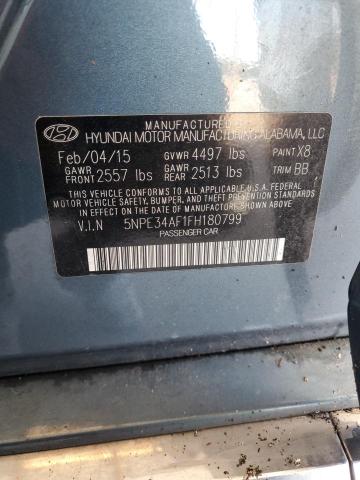 MANUFACTURED BY
HYUNDAI MOTOR MANUFACTURING ALABAMA, LLC
Feb/04/15 GVWR 4497 lbs PAINT X8
GAWR FRONT 2557 lbs GAWR REAR 2513 lbs TRIM BB
THIS VEHICLE CONFORMS TO ALL APPLICABLE U.S.A. FEDERAL
MOTOR VEHICLE SAFETY, BUMPER, AND THEFT PREVENTION STANDARDS
IN EFFECT ON THE DATE OF MANUFACTURE SHOWN ABOVE.
V.I.N 5NPE34AF1FH180799
PASSENGER CAR